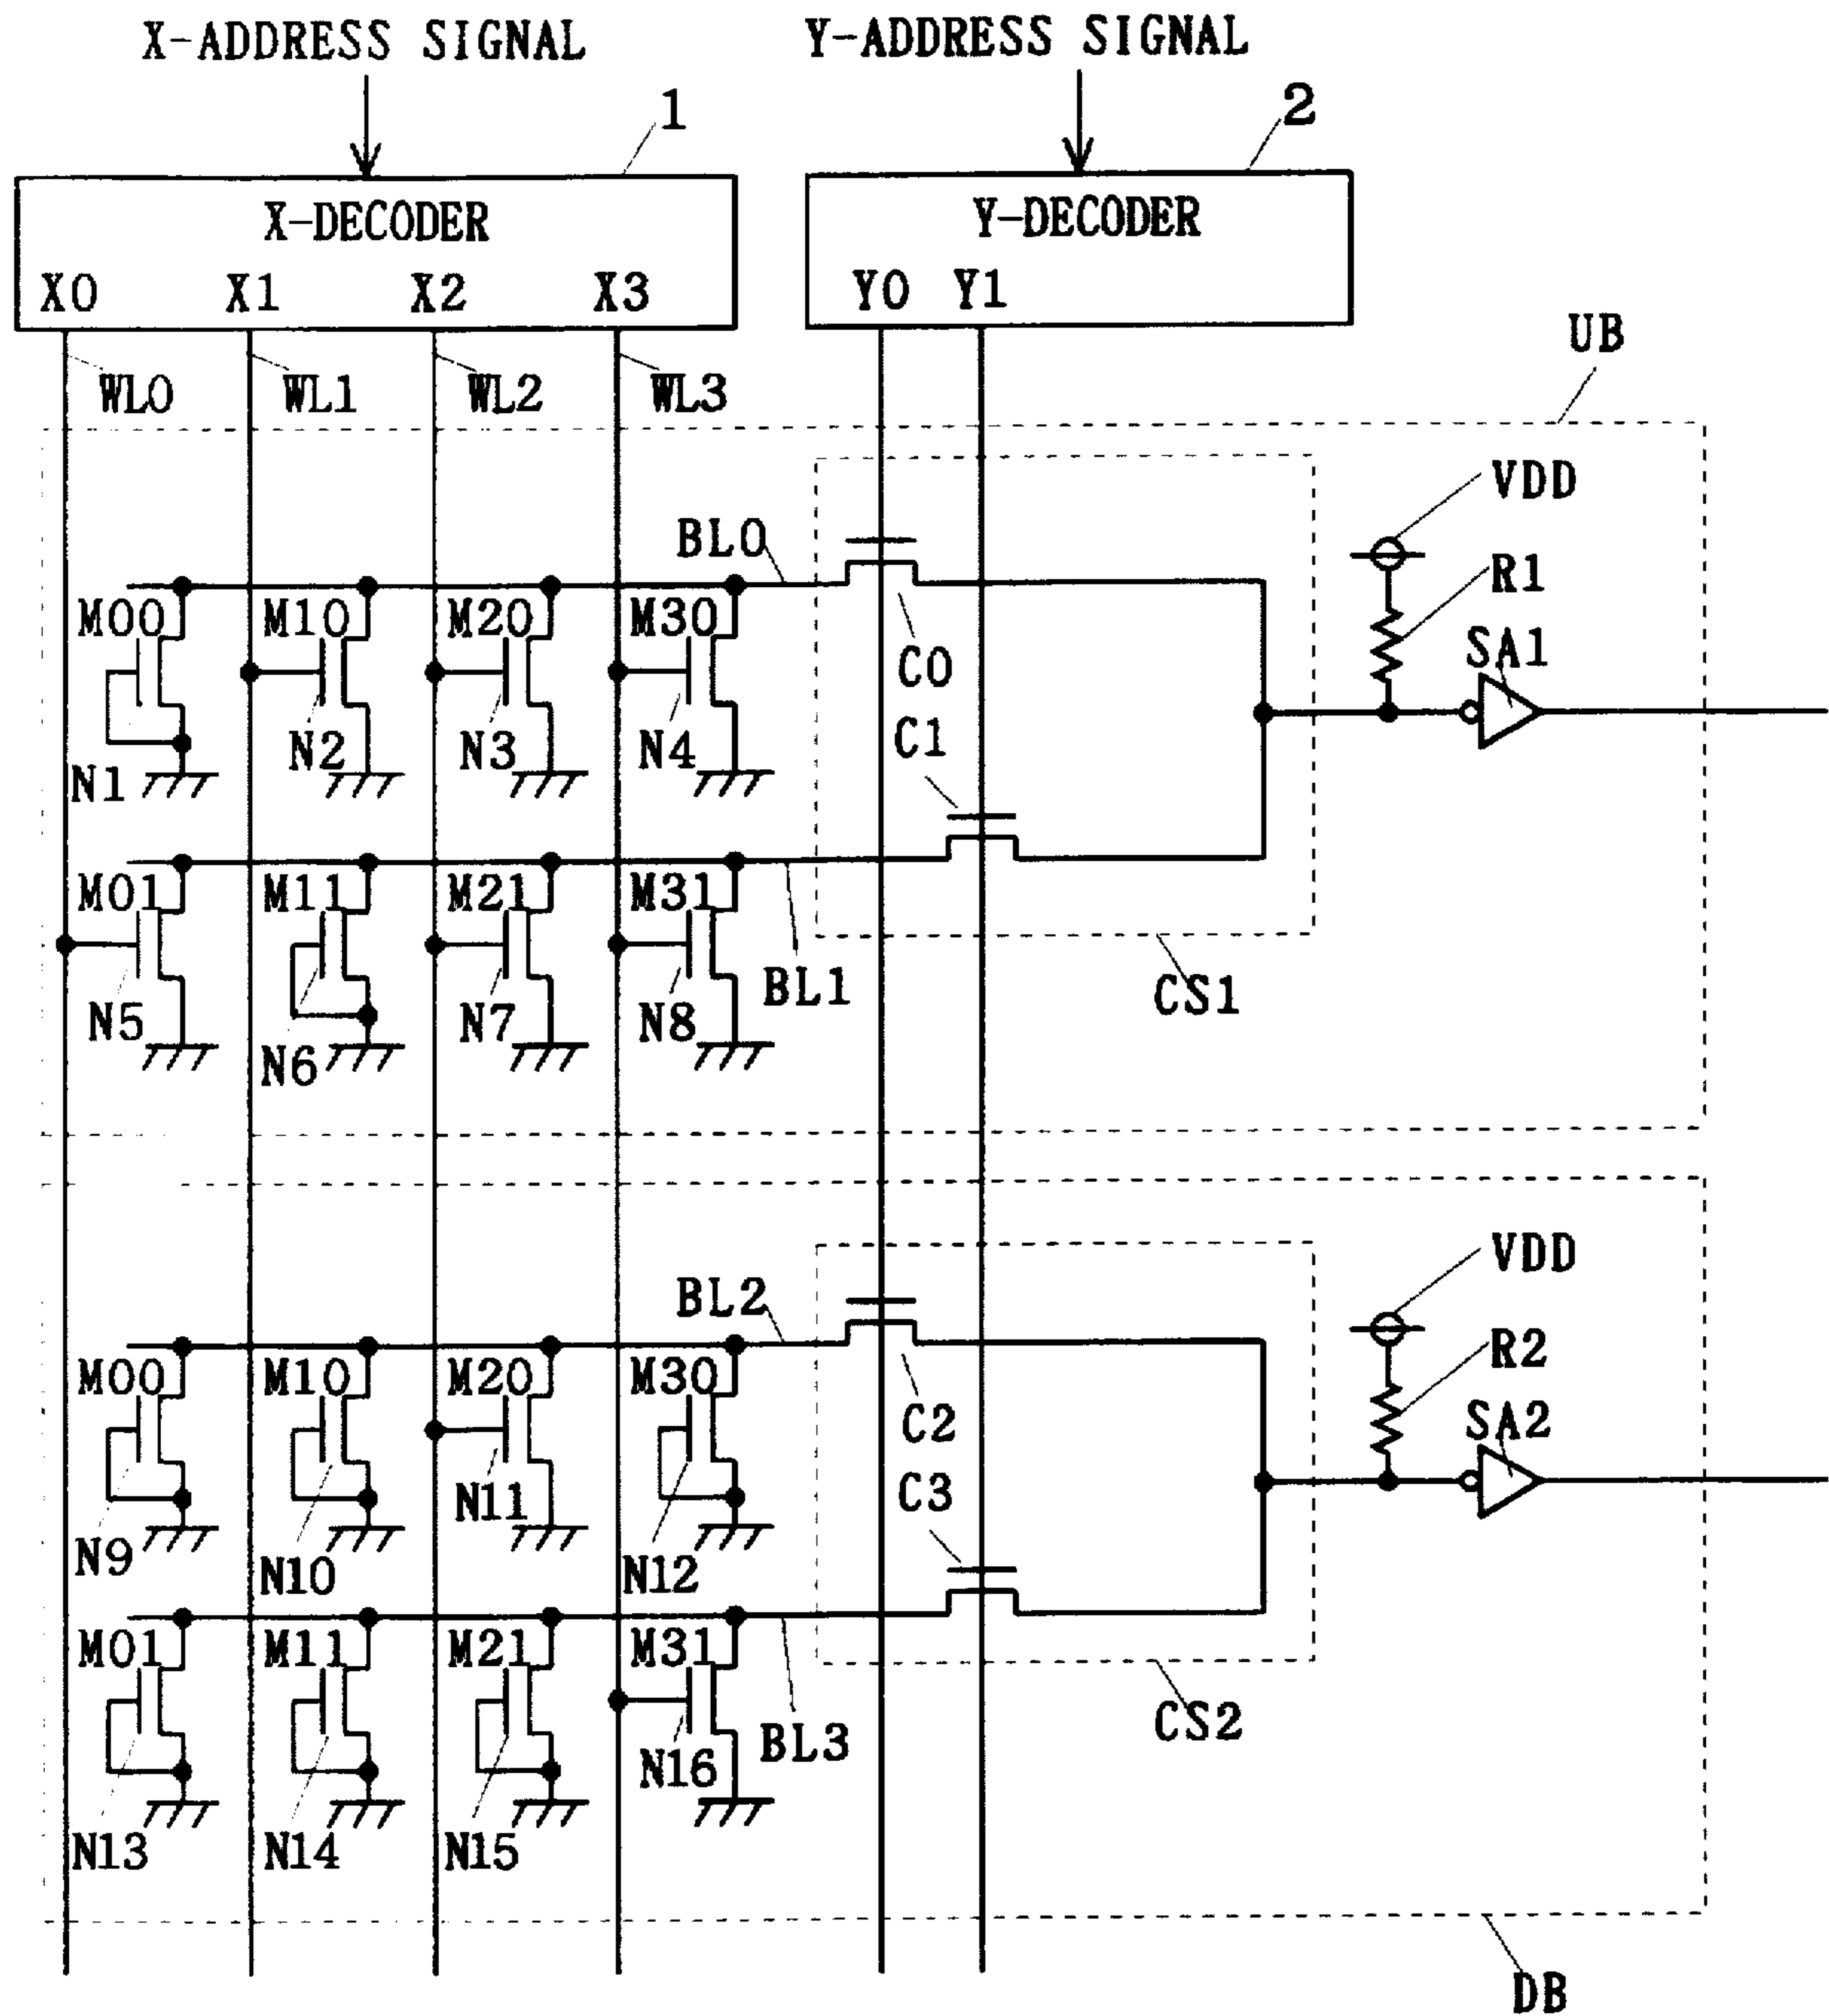 X-ADDRESS SIGNAL
Y-ADDRESS SIGNAL
1
2
X-DECODER
Y-DECODER
X0 X1 X2 X3
Y0 Y1
UB
WL0 WL1 WL2 WL3
VDD
BL0
R1
M00 M10 M20 M30
SA1
C0
C1
N1 N2 N3 N4
M01 M11 M21 M31
BL1
CS1
N5 N6 N7 N8
VDD
BL2
R2
M00 M10 M20 M30
SA2
C2
C3
N9 N10 N11 N12
M01 M11 M21 M31
BL3
CS2
N13 N14 N15 N16
DB